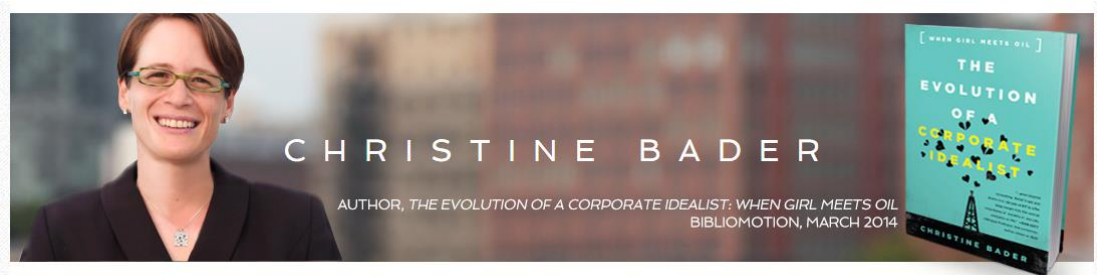 CHRISTINE BADER
AUTHOR, THE EVOLUTION OF A CORPORATE IDEALIST: WHEN GIRL MEETS OIL
BIBLIOMOTION, MARCH 2014
[ WHEN GIRL MEETS OIL ]
THE
EVOLUTION
OF A
CORPORATE
IDEALIST
CHRISTINE BADER